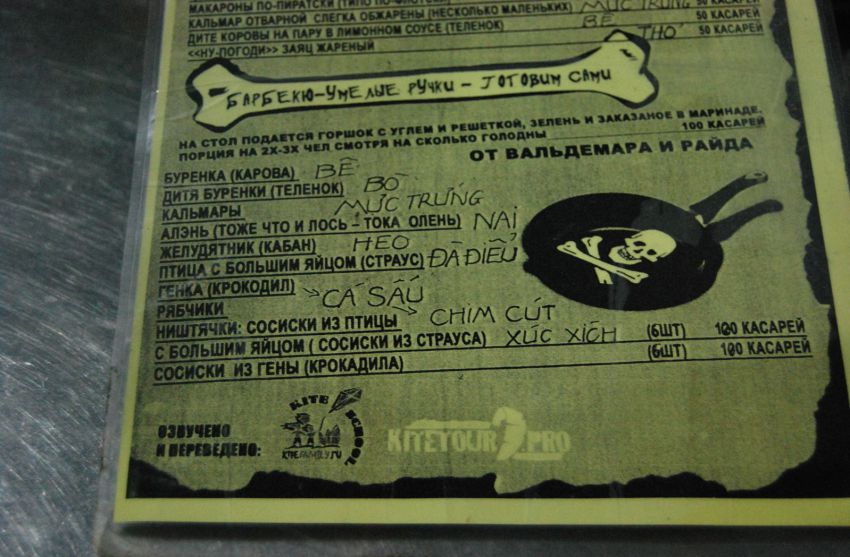 МАКАРОНЫ ПО-ПИРАТСКИ (ТИПО ПО-ФЛОТСКИ)
КАЛЬМАР ОТВАРНОЙ СЛЕГКА ОБЖАРЕНЫ (НЕСКОЛЬКО МАЛЕНЬКИХ) MỰC TRỨNG 50 КАСАРЕЙ
ДИТЕ КОРОВЫ НА ПАРУ В ЛИМОННОМ СОУСЕ (ТЕЛЕНОК) BÊ 50 КАСАРЕЙ
<<НУ-ПОГОДИ>> ЗАЯЦ ЖАРЕНЫЙ THỎ 50 КАСАРЕЙ
БАРБЕКЮ-УМЕЛЫЕ РУЧКИ - ГОТОВИМ САМИ
НА СТОЛ ПОДАЕТСЯ ГОРШОК С УГЛЕМ И РЕШЕТКОЙ, ЗЕЛЕНЬ И ЗАКАЗАНОЕ В МАРИНАДЕ.
ПОРЦИЯ НА 2Х-3Х ЧЕЛ СМОТРЯ НА СКОЛЬКО ГОЛОДНЫ 100 КАСАРЕЙ
ОТ ВАЛЬДЕМАРА И РАЙДА
БУРЕНКА (КАРОВА) BÊ
ДИТЯ БУРЕНКИ (ТЕЛЕНОК) BÒ
КАЛЬМАРЫ MỰC TRỨNG
АЛЭНЬ (ТОЖЕ ЧТО И ЛОСЬ – ТОКА ОЛЕНЬ) NAI
ЖЕЛУДЯТНИК (КАБАН) HEO
ПТИЦА С БОЛЬШИМ ЯЙЦОМ (СТРАУС) ĐÀ ĐIỂU
ГЕНКА (КРОКОДИЛ) CÁ SẤU
РЯБЧИКИ CHIM CÚT
НИШТЯЧКИ: СОСИСКИ ИЗ ПТИЦЫ
С БОЛЬШИМ ЯЙЦОМ ( СОСИСКИ ИЗ СТРАУСА) XÚC XÍCH (6ШТ) 100 КАСАРЕЙ
СОСИСКИ ИЗ ГЕНЫ (КРОКАДИЛА) (6ШТ) 100 КАСАРЕЙ
ОЗВУЧЕНО
И ПЕРЕВЕДЕНО:
KITE SCHOOL
KITEFAMILY.RU
KITETOUR PRO